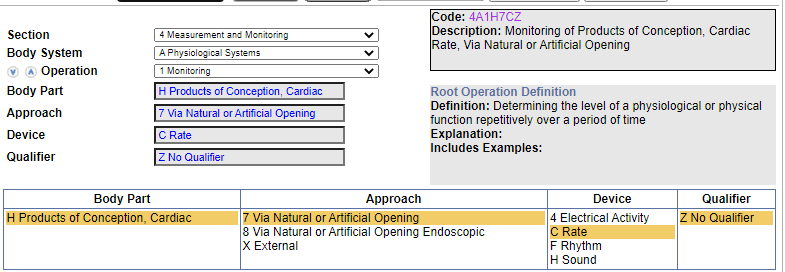 Section
4 Measurement and Monitoring
Body System
A Physiological Systems
Operation
1 Monitoring
Body Part
H Products of Conception, Cardiac
Approach
7 Via Natural or Artificial Opening
Device
C Rate
Qualifier
Z No Qualifier
Code: 4A1H7CZ
Description: Monitoring of Products of Conception, Cardiac
Rate, Via Natural or Artificial Opening
Root Operation Definition
Definition: Determining the level of a physiological or physical
function repetitively over a period of time
Explanation:
Includes Examples:
Body Part Approach Device Qualifier
H Products of Conception, Cardiac 7 Via Natural or Artificial Opening 4 Electrical Activity Z No Qualifier
8 Via Natural or Artificial Opening Endoscopic C Rate
X External F Rhythm
H Sound